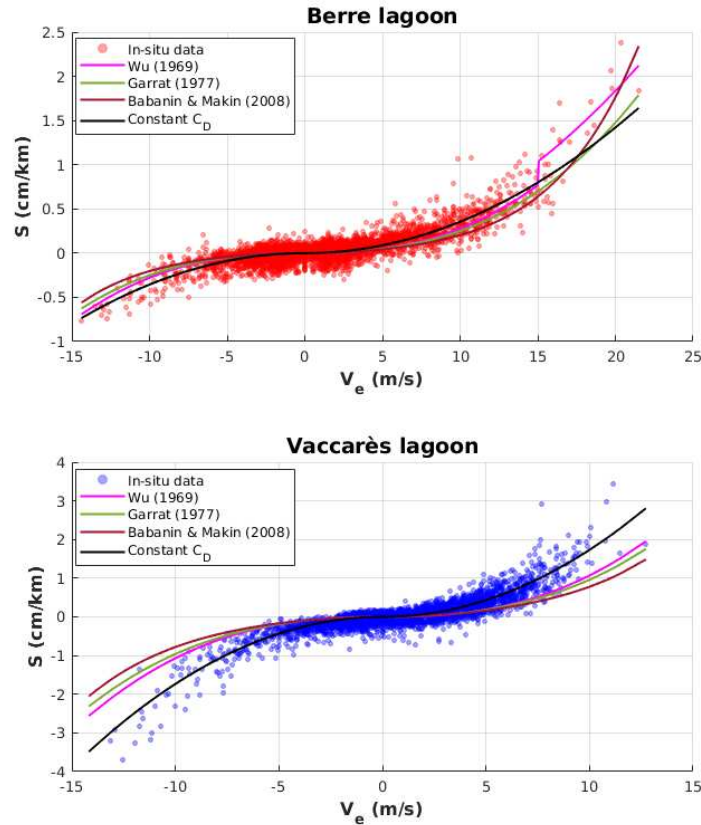 Berre lagoon
2.5
2
1.5
1
0.5
0
-0.5
-1
S (cm/km)
In-situ data
Wu (1969)
Garrat (1977)
Babanin & Makin (2008)
Constant C_D
-15 -10 -5 0 5 10 15 20 25
V_e (m/s)
Vaccarès lagoon
4
3
2
1
0
-1
-2
-3
-4
S (cm/km)
In-situ data
Wu (1969)
Garrat (1977)
Babanin & Makin (2008)
Constant C_D
-15 -10 -5 0 5 10 15
V_e (m/s)